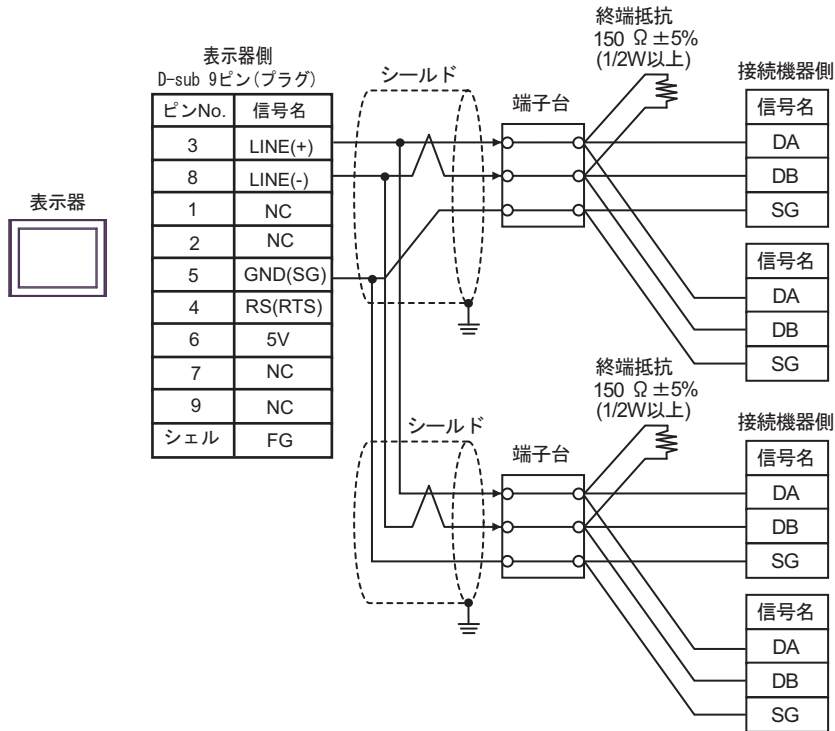 表示器
表示器側
D-sub 9ピン(プラグ)
ピンNo. 信号名
3 LINE(+)
8 LINE(-)
1 NC
2 NC
5 GND(SG)
4 RS(RTS)
6 5V
7 NC
9 NC
シェル FG
シールド
端子台
終端抵抗
150 Ω ±5%
(1/2W以上)
接続機器側
信号名
DA
DB
SG
信号名
DA
DB
SG
シールド
端子台
終端抵抗
150 Ω ±5%
(1/2W以上)
接続機器側
信号名
DA
DB
SG
信号名
DA
DB
SG